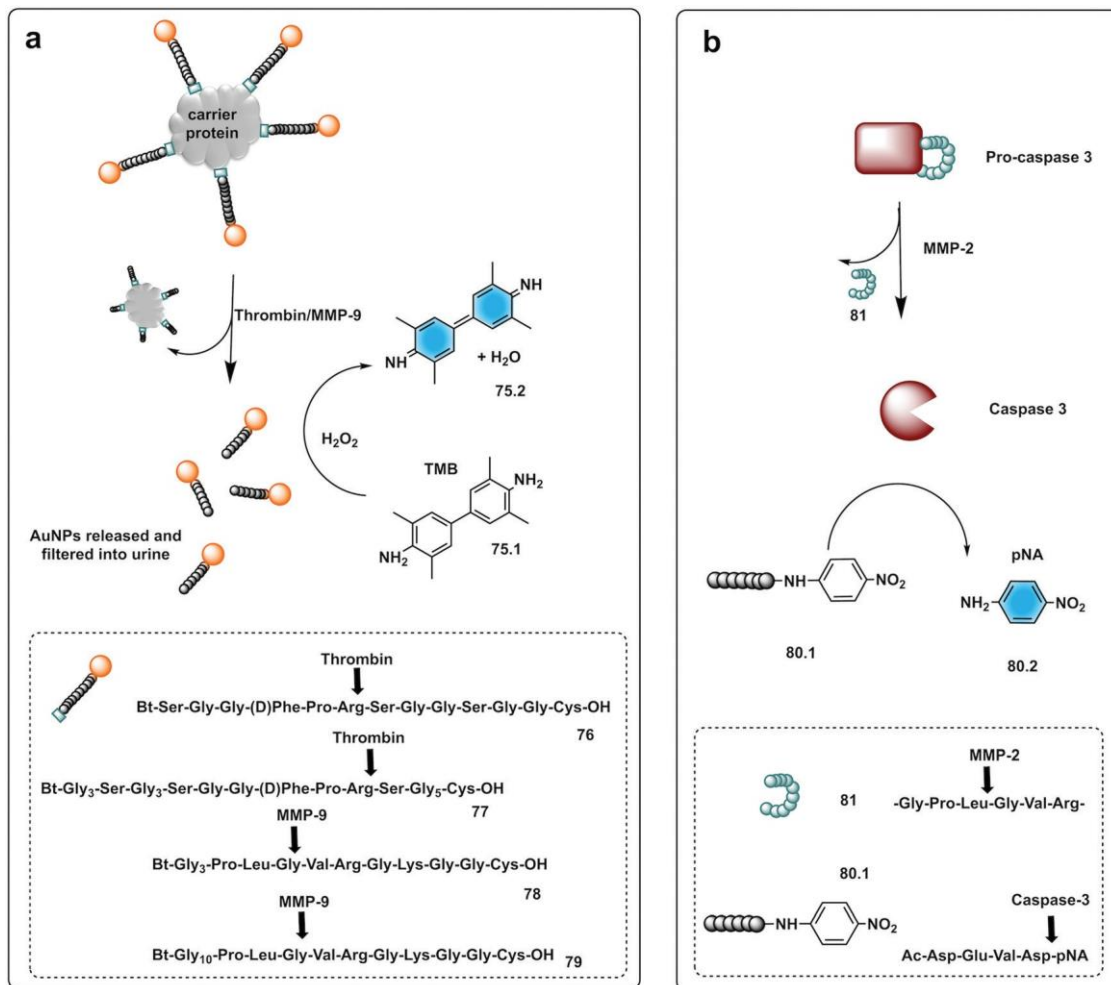 a
carrier
protein
Thrombin/MMP-9
NH
NH
+ H₂O
75.2
H₂O₂
TMB
NH₂
NH₂
75.1
AuNPs released and
filtered into urine
Thrombin
Bt-Ser-Gly-Gly-(D)Phe-Pro-Arg-Ser-Gly-Gly-Ser-Gly-Gly-Cys-OH
76
Thrombin
Bt-Gly₃-Ser-Gly₃-Ser-Gly-Gly-(D)Phe-Pro-Arg-Ser-Gly₅-Cys-OH
77
MMP-9
Bt-Gly₃-Pro-Leu-Gly-Val-Arg-Gly-Lys-Gly-Gly-Cys-OH
78
MMP-9
Bt-Gly₁₀-Pro-Leu-Gly-Val-Arg-Gly-Lys-Gly-Gly-Cys-OH
79
b
Pro-caspase 3
MMP-2
81
Caspase 3
NH
NO₂
80.1
pNA
NH₂
NO₂
80.2
MMP-2
81
-Gly-Pro-Leu-Gly-Val-Arg-
80.1
NH
NO₂
Caspase-3
Ac-Asp-Glu-Val-Asp-pNA